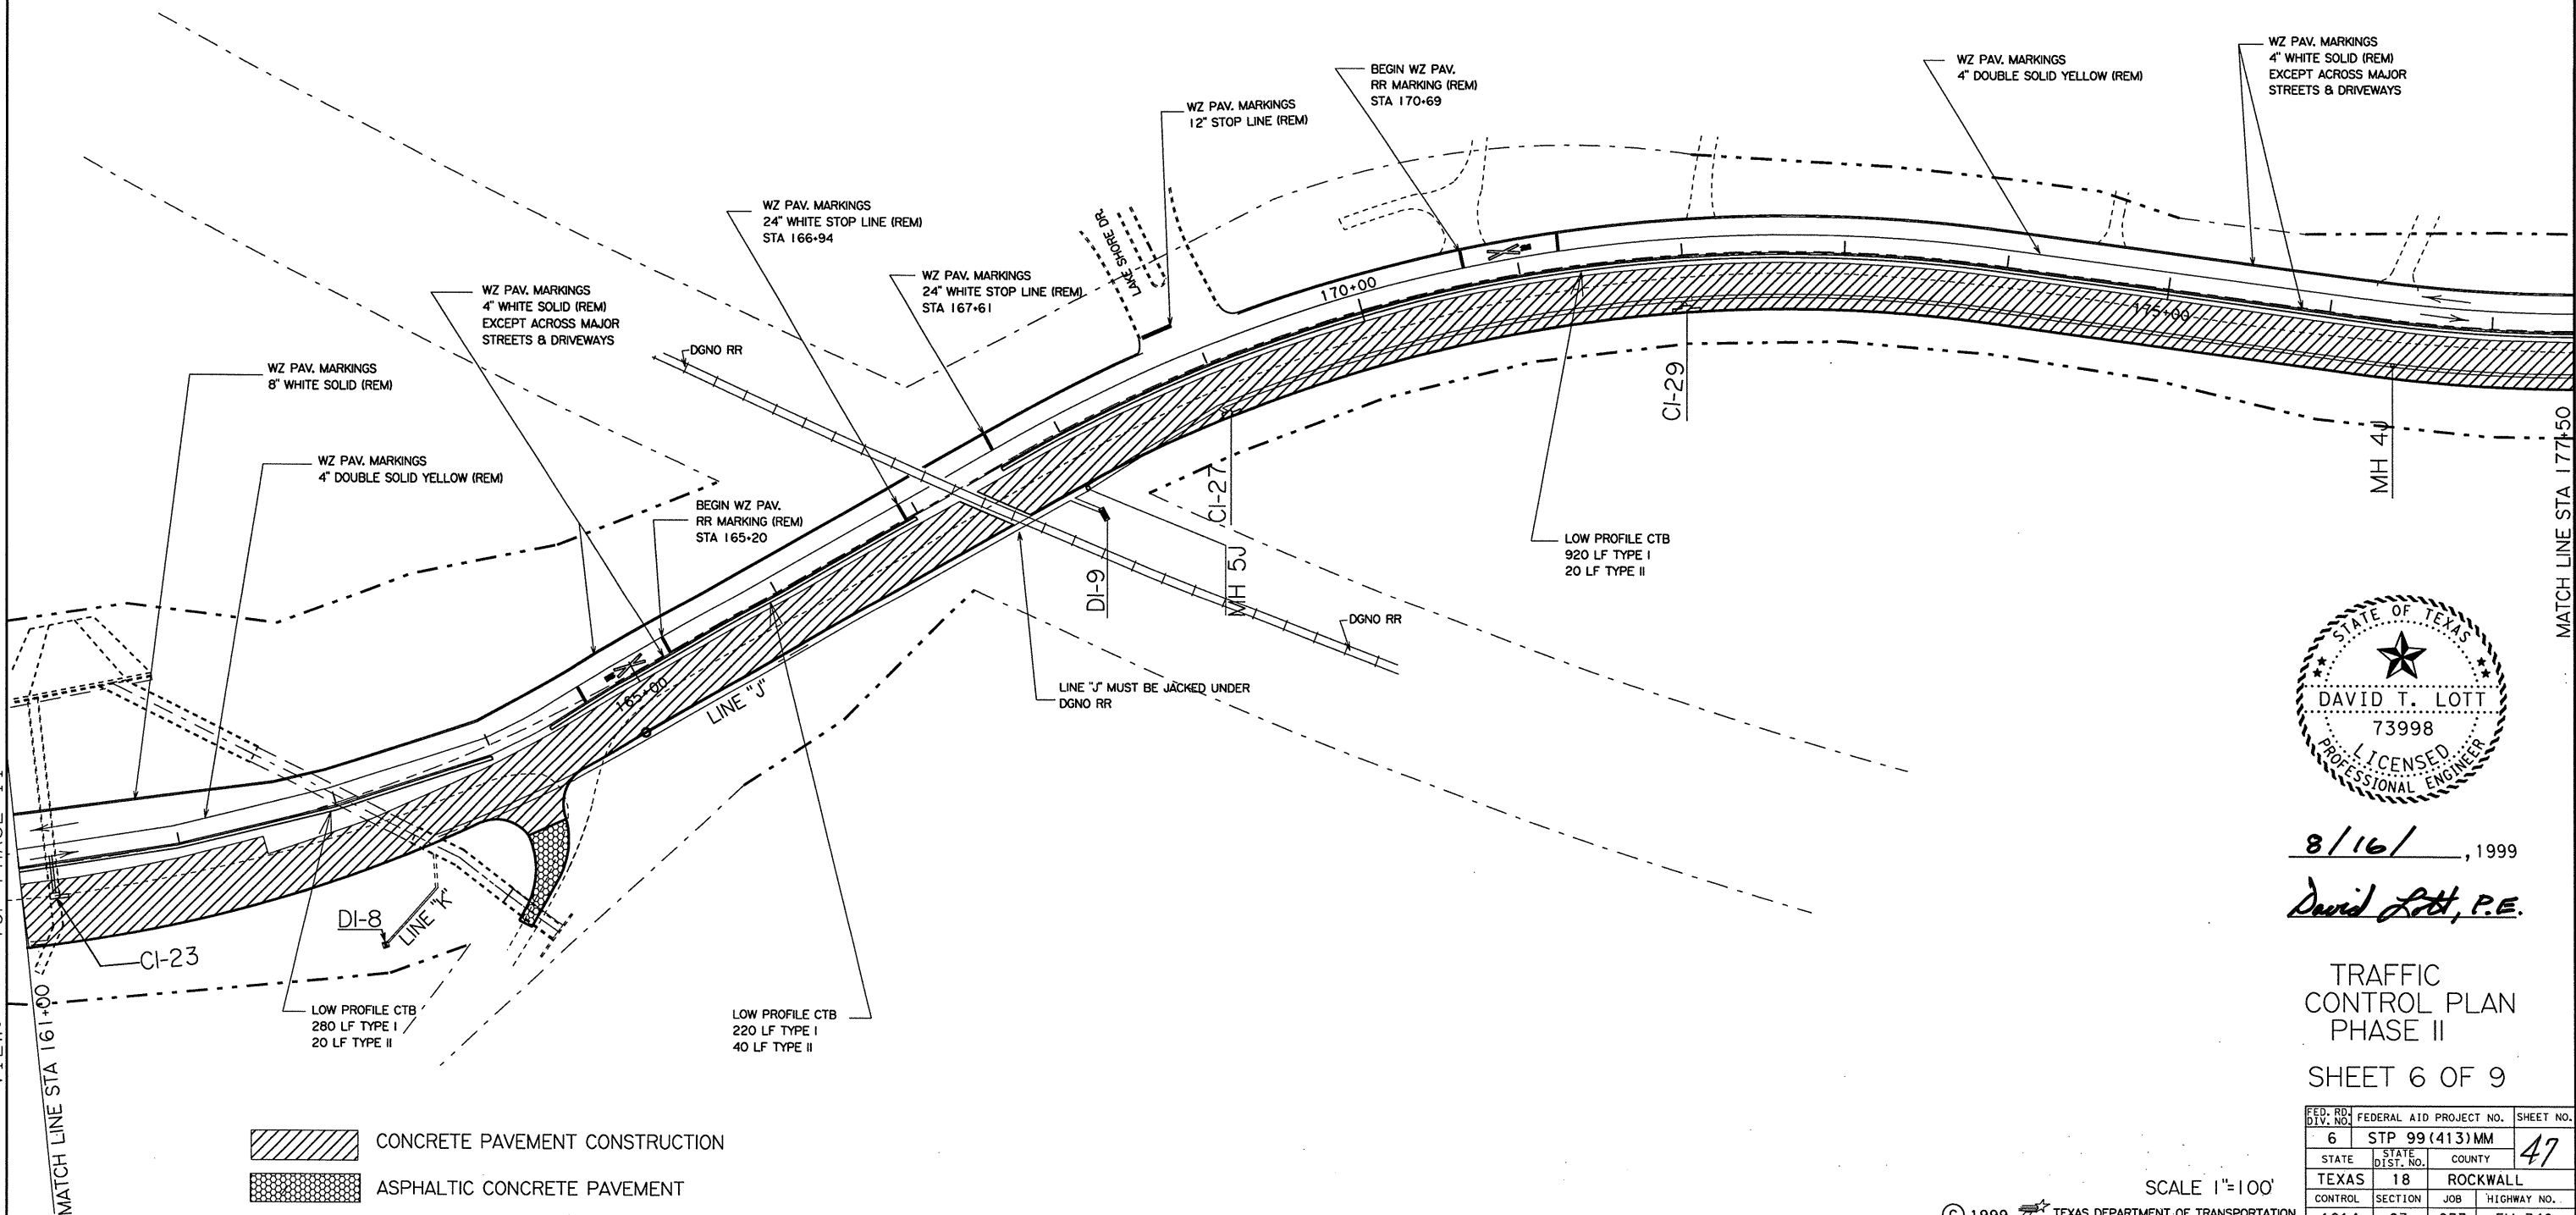 WZ PAV. MARKINGS
4" WHITE SOLID (REM)
EXCEPT ACROSS MAJOR
STREETS & DRIVEWAYS
WZ PAV. MARKINGS
4" DOUBLE SOLID YELLOW (REM)
BEGIN WZ PAV.
RR MARKING (REM)
STA 170+69
WZ PAV. MARKINGS
12" STOP LINE (REM)
LAKE SHORE DR.
WZ PAV. MARKINGS
24" WHITE STOP LINE (REM)
STA 166+94
WZ PAV. MARKINGS
24" WHITE STOP LINE (REM)
STA 167+61
WZ PAV. MARKINGS
4" WHITE SOLID (REM)
EXCEPT ACROSS MAJOR
STREETS & DRIVEWAYS
DGNO RR
WZ PAV. MARKINGS
8" WHITE SOLID (REM)
WZ PAV. MARKINGS
4" DOUBLE SOLID YELLOW (REM)
BEGIN WZ PAV.
RR MARKING (REM)
STA 165+20
170+00
175+00
165+00
CI-29
CI-27
MH 4J
MH 5J
DI-9
MATCH LINE STA 177+50
LOW PROFILE CTB
920 LF TYPE I
20 LF TYPE II
DGNO RR
LINE "J" MUST BE JACKED UNDER
DGNO RR
LINE "J"
DI-8
LINE "K"
CI-23
LOW PROFILE CTB
280 LF TYPE I
20 LF TYPE II
LOW PROFILE CTB
220 LF TYPE I
40 LF TYPE II
MATCH LINE STA 161+00
STATE OF TEXAS
DAVID T. LOTT
73998
LICENSED
PROFESSIONAL ENGINEER
8/16/ , 1999
David Lott, P.E.
TRAFFIC
CONTROL PLAN
PHASE II
SHEET 6 OF 9
CONCRETE PAVEMENT CONSTRUCTION
ASPHALTIC CONCRETE PAVEMENT
SCALE 1"=100'
© 1999 TEXAS DEPARTMENT OF TRANSPORTATION
FED. RD. DIV. NO. FEDERAL AID PROJECT NO. SHEET NO.
6 STP 99(413)MM 47
STATE STATE DIST. NO. COUNTY
TEXAS 18 ROCKWALL
CONTROL SECTION JOB HIGHWAY NO.